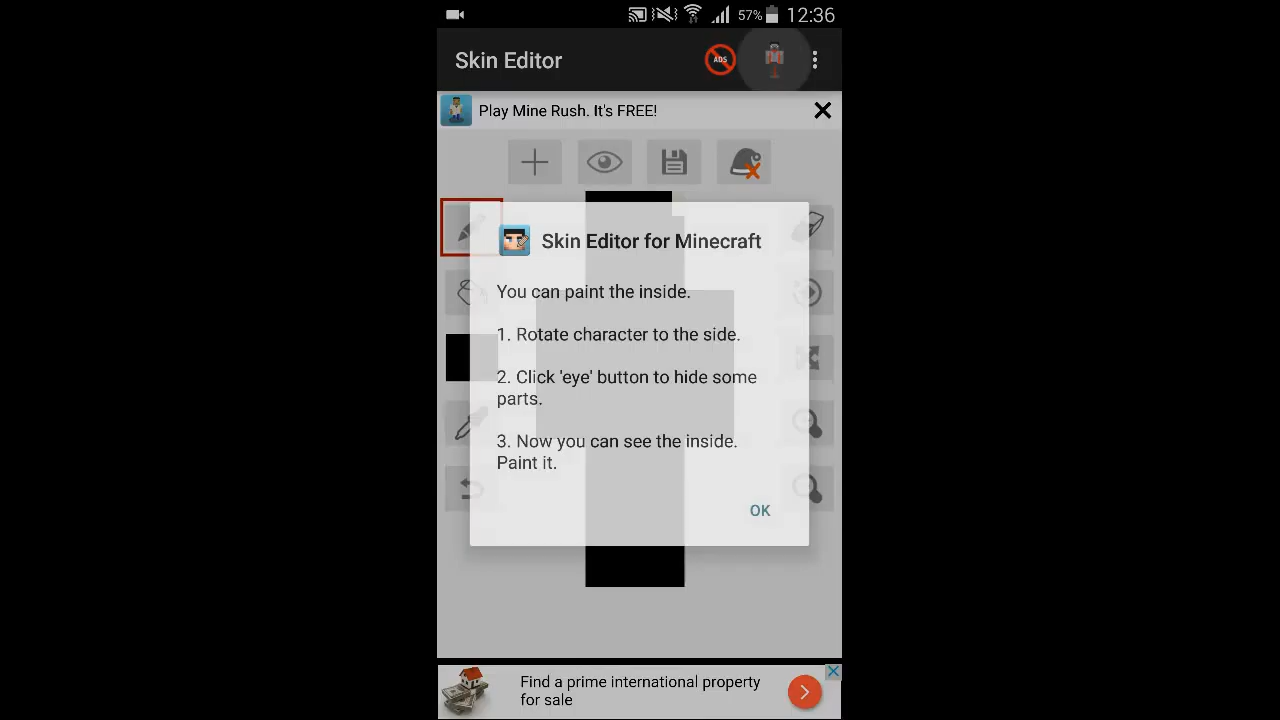 57% 12:36
Skin Editor
ADS
Play Mine Rush. It's FREE!
Skin Editor for Minecraft
You can paint the inside.
1. Rotate character to the side.
2. Click 'eye' button to hide some
parts.
3. Now you can see the inside.
Paint it.
OK
Find a prime international property
for sale